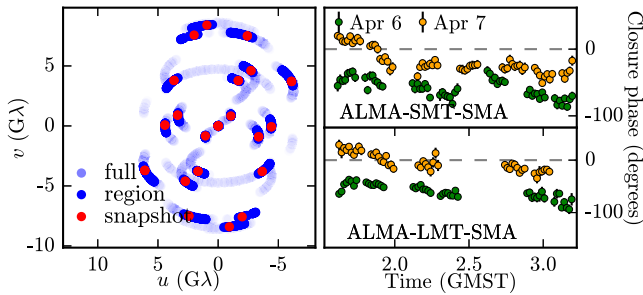 10
5
0
-5
-10
v (Gλ)
full
region
snapshot
10 5 0 -5
u (Gλ)
Apr 6 Apr 7
0
-100
ALMA-SMT-SMA
0
-100
ALMA-LMT-SMA
2.0 2.5 3.0
Time (GMST)
Closure phase (degrees)